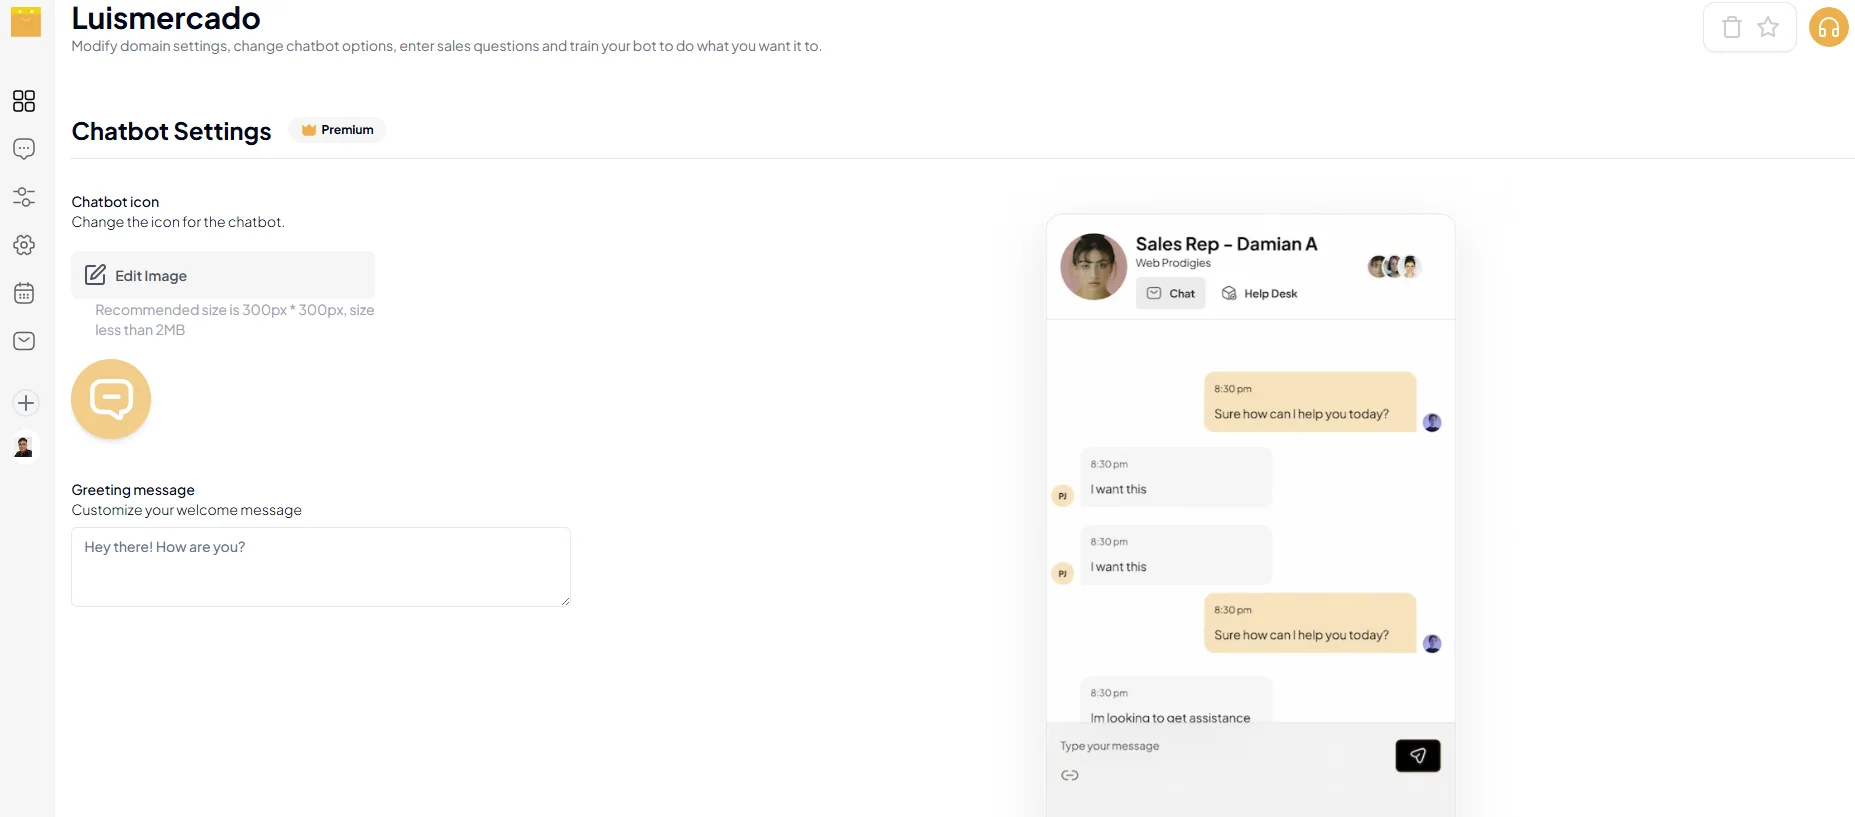 Luismercado
Modify domain settings, change chatbot options, enter sales questions and train your bot to do what you want it to.
Chatbot Settings
Premium
Chatbot icon
Change the icon for the chatbot.
Edit Image
Recommended size is 300px * 300px, size
less than 2MB
Greeting message
Customize your welcome message
Hey there! How are you?
Sales Rep - Damian A
Web Prodigies
Chat
Help Desk
8:30 pm
Sure how can I help you today?
8:30 pm
I want this
PJ
8:30 pm
I want this
PJ
8:30 pm
Sure how can I help you today?
8:30 pm
Im looking to get assistance
Type your message